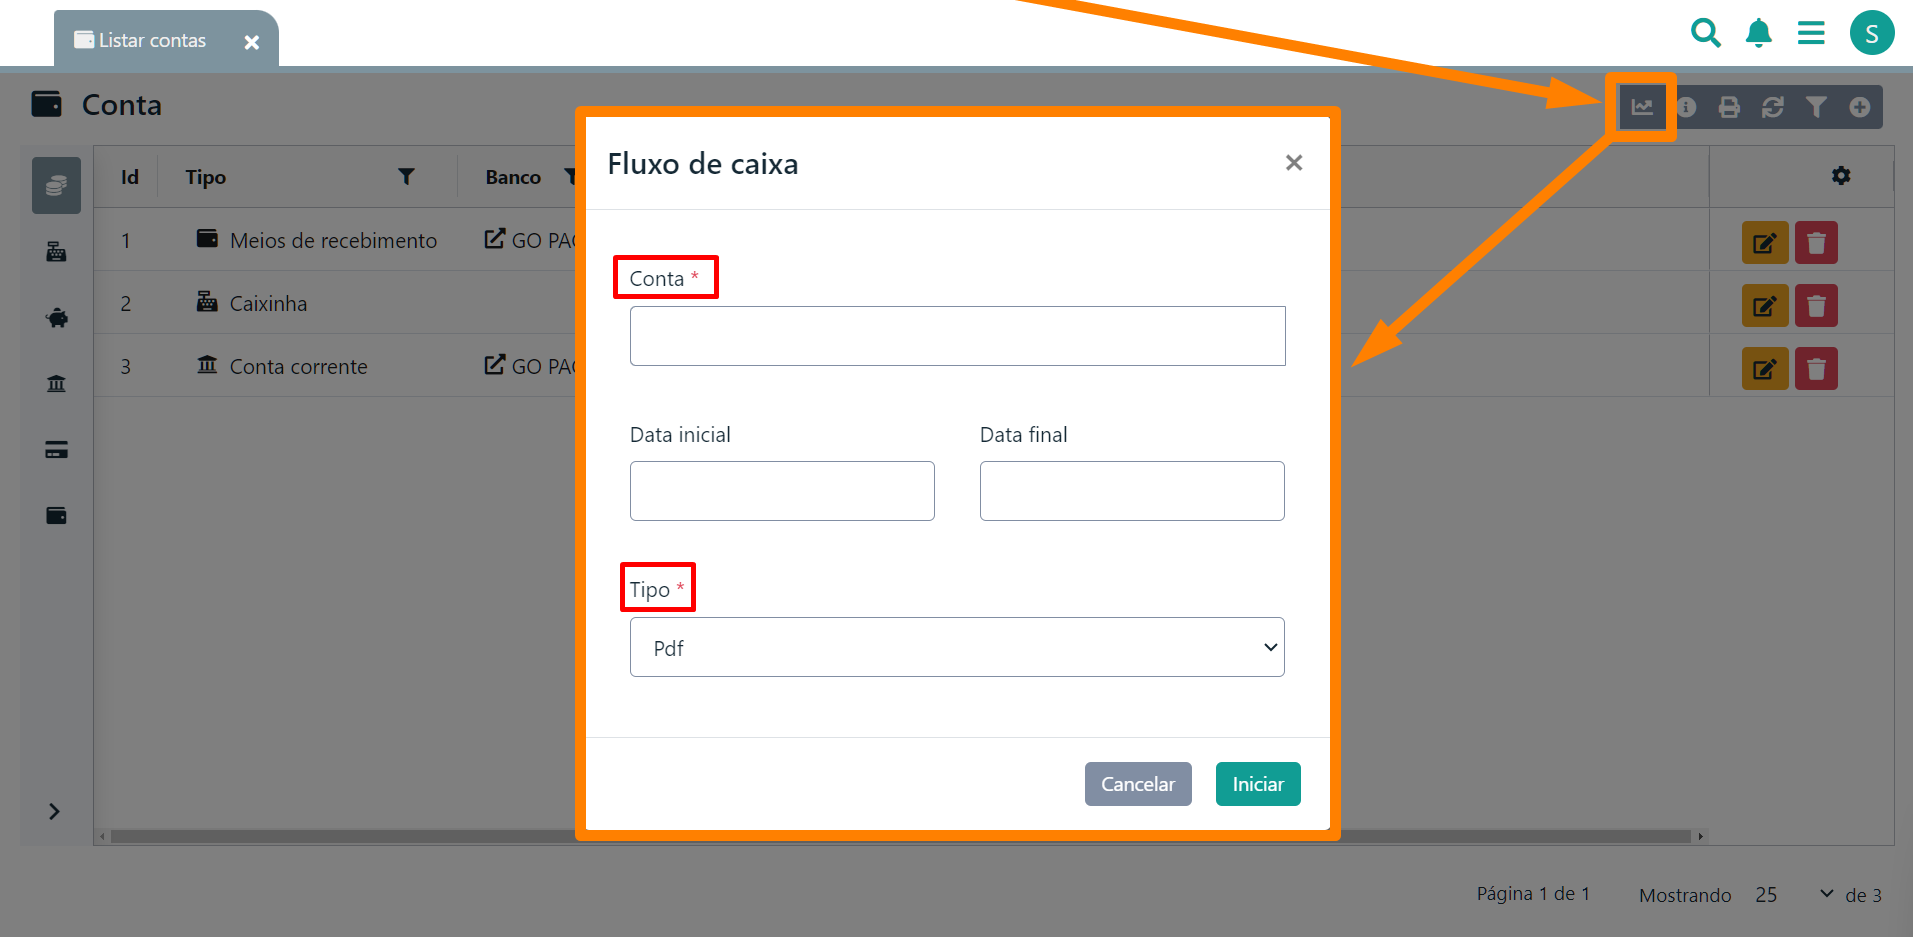 Listar contas
S
Conta
Id Tipo Banco
1 Meios de recebimento GO PA
2 Caixinha
3 Conta corrente GO PA
Fluxo de caixa
Conta *
Data inicial Data final
Tipo *
Pdf
Cancelar Iniciar
Página 1 de 1 Mostrando 25 de 3